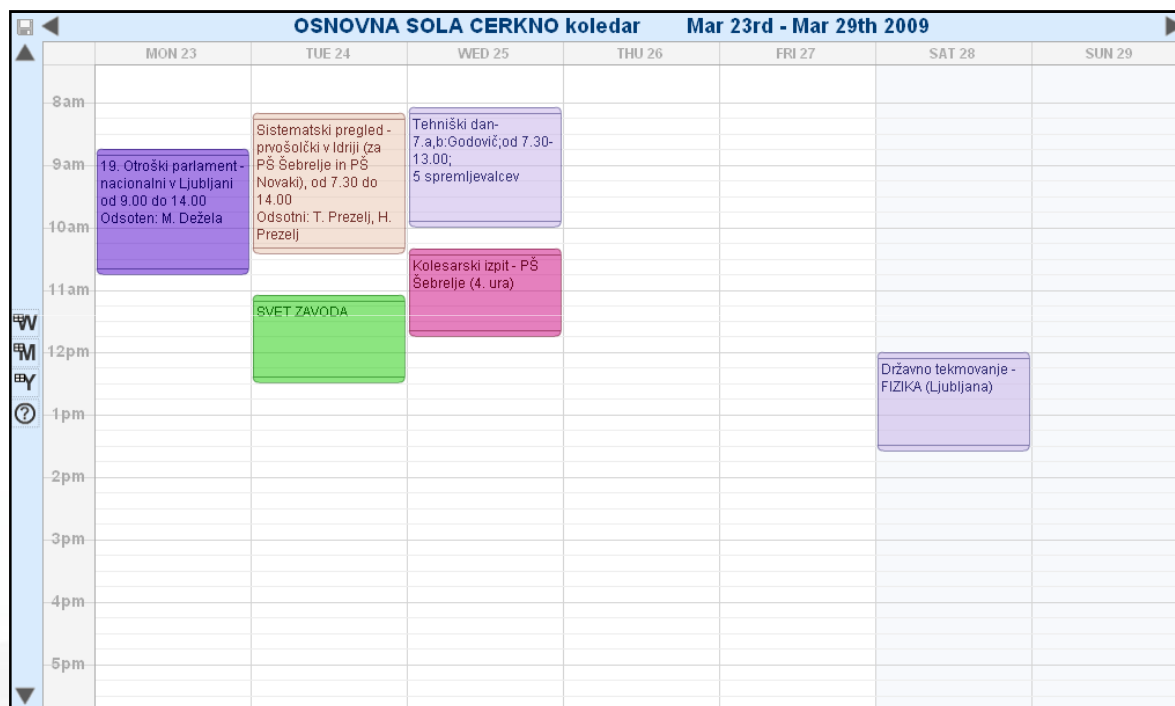 OSNOVNA SOLA CERKNO koledar Mar 23rd - Mar 29th 2009
MON 23 TUE 24 WED 25 THU 26 FRI 27 SAT 28 SUN 29
8am
9am
10am
11am
12pm
1pm
2pm
3pm
4pm
5pm
W
M
Y
?
19. Otroški parlament -
nacionalni v Ljubljani
od 9.00 do 14.00
Odsoten: M. Dežela
Sistematski pregled -
prvošolčki v Idriji (za
PŠ Šebrelje in PŠ
Novaki), od 7.30 do
14.00
Odsotni: T. Prezelj, H.
Prezelj
SVET ZAVODA
Tehniški dan-
7.a,b:Godovič;od 7.30-
13.00;
5 spremljevalcev
Kolesarski izpit - PŠ
Šebrelje (4. ura)
Državno tekmovanje -
FIZIKA (Ljubljana)